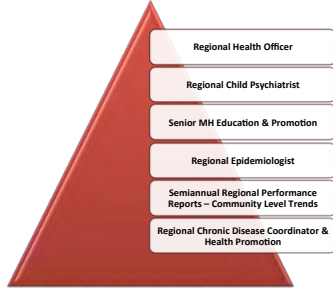 Regional Health Officer
Regional Child Psychiatrist
Senior MH Education & Promotion
Regional Epidemiologist
Semiannual Regional Performance
Reports – Community Level Trends
Regional Chronic Disease Coordinator &
Health Promotion